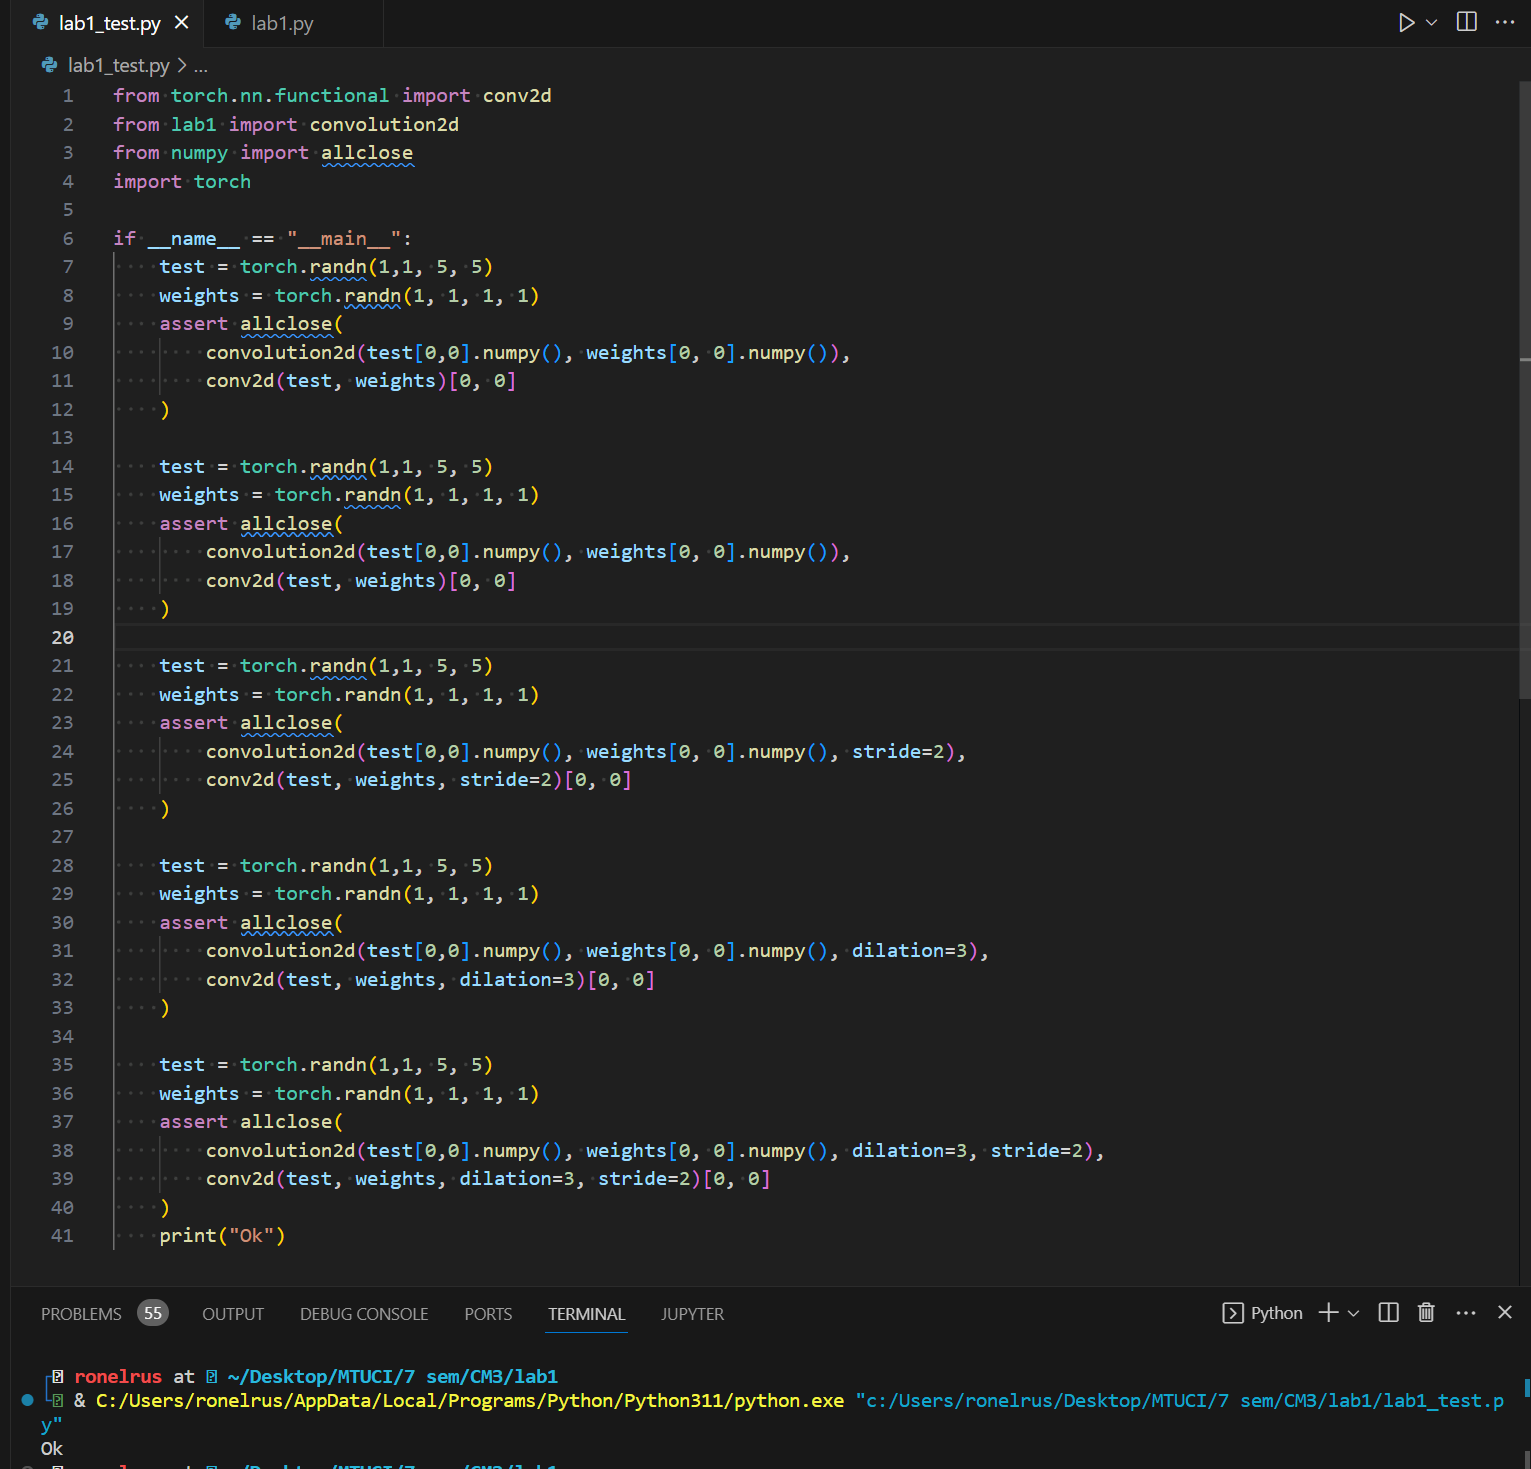 lab1_test.py
lab1.py
lab1_test.py > ...
1 from torch.nn.functional import conv2d
2 from lab1 import convolution2d
3 from numpy import allclose
4 import torch
5
6 if __name__ == "__main__":
7     test = torch.randn(1,1, 5, 5)
8     weights = torch.randn(1, 1, 1, 1)
9     assert allclose(
10         convolution2d(test[0,0].numpy(), weights[0, 0].numpy()),
11         conv2d(test, weights)[0, 0]
12     )
13
14     test = torch.randn(1,1, 5, 5)
15     weights = torch.randn(1, 1, 1, 1)
16     assert allclose(
17         convolution2d(test[0,0].numpy(), weights[0, 0].numpy()),
18         conv2d(test, weights)[0, 0]
19     )
20
21     test = torch.randn(1,1, 5, 5)
22     weights = torch.randn(1, 1, 1, 1)
23     assert allclose(
24         convolution2d(test[0,0].numpy(), weights[0, 0].numpy(), stride=2),
25         conv2d(test, weights, stride=2)[0, 0]
26     )
27
28     test = torch.randn(1,1, 5, 5)
29     weights = torch.randn(1, 1, 1, 1)
30     assert allclose(
31         convolution2d(test[0,0].numpy(), weights[0, 0].numpy(), dilation=3),
32         conv2d(test, weights, dilation=3)[0, 0]
33     )
34
35     test = torch.randn(1,1, 5, 5)
36     weights = torch.randn(1, 1, 1, 1)
37     assert allclose(
38         convolution2d(test[0,0].numpy(), weights[0, 0].numpy(), dilation=3, stride=2),
39         conv2d(test, weights, dilation=3, stride=2)[0, 0]
40     )
41     print("Ok")
PROBLEMS 55 OUTPUT DEBUG CONSOLE PORTS TERMINAL JUPYTER Python
ronelrus at ~/Desktop/MTUCI/7 sem/CM3/lab1
& C:/Users/ronelrus/AppData/Local/Programs/Python/Python311/python.exe "c:/Users/ronelrus/Desktop/MTUCI/7 sem/CM3/lab1/lab1_test.p
y"
Ok